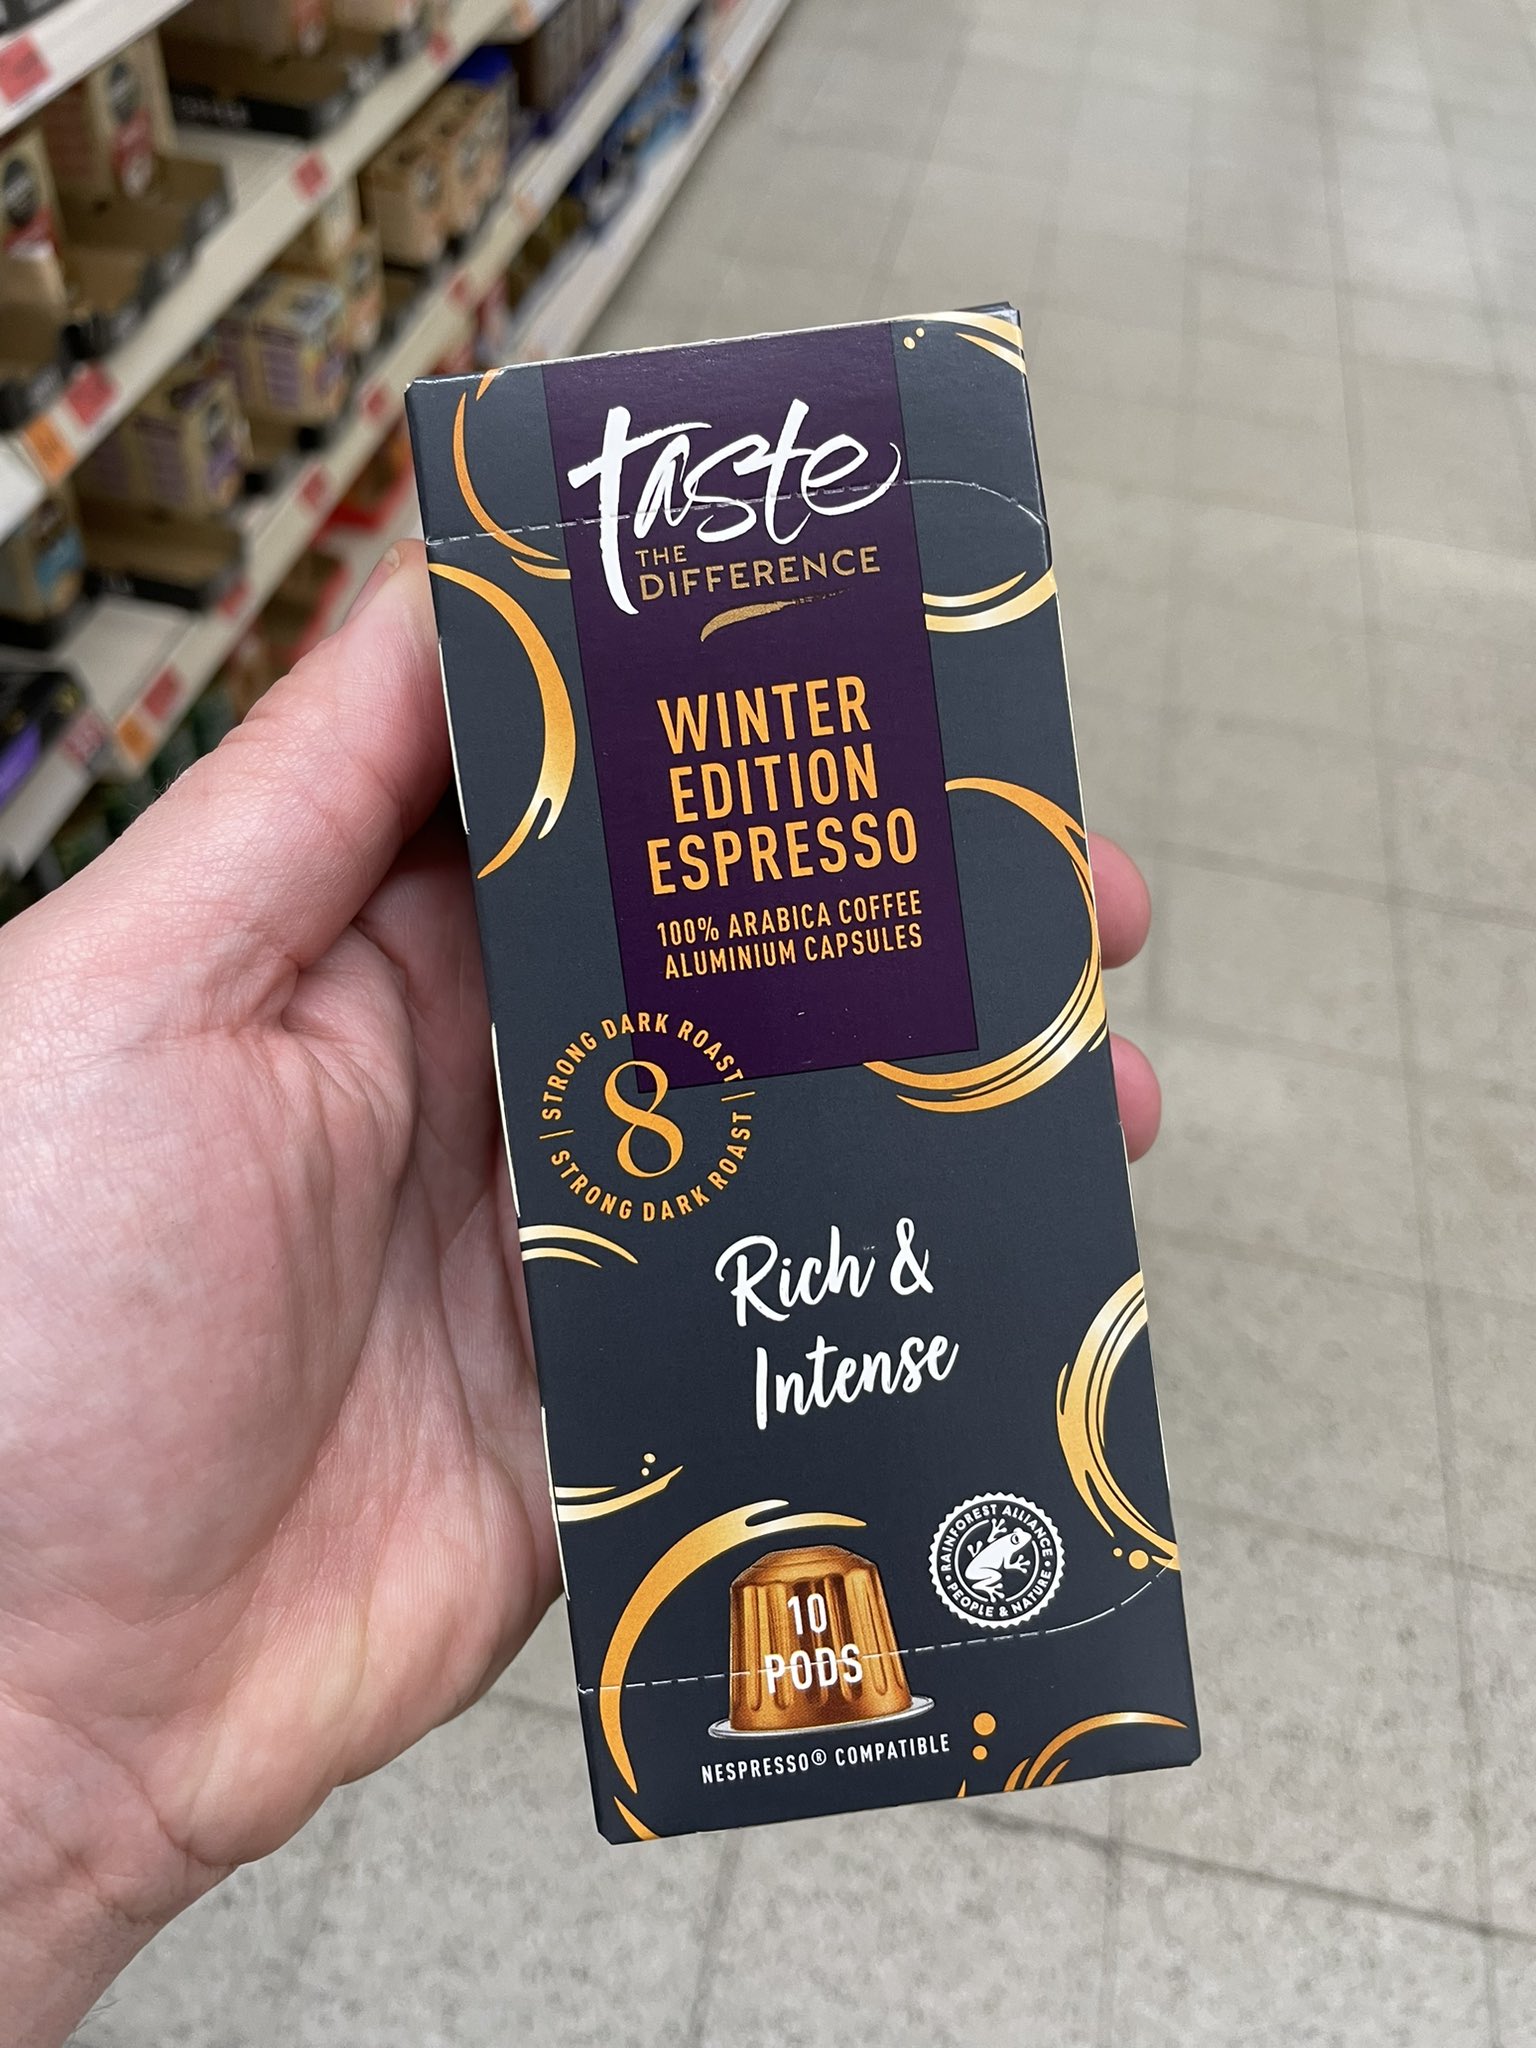 taste
THE
DIFFERENCE
WINTER
EDITION
ESPRESSO
100% ARABICA COFFEE
ALUMINIUM CAPSULES
| STRONG DARK ROAST |
8
STRONG DARK ROAST
Rich &
Intense
RAINFOREST ALLIANCE
• PEOPLE & NATURE •
10
PODS
NESPRESSO® COMPATIBLE